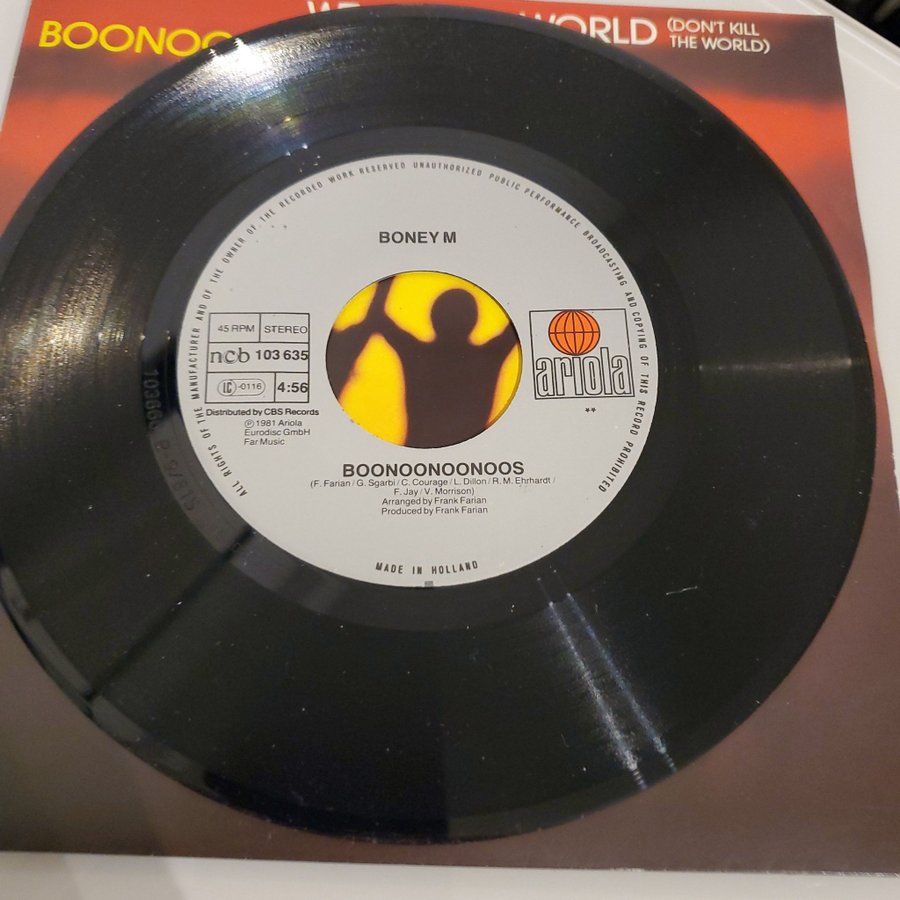 WORLD (DON'T KILL
THE WORLD)
ALL RIGHTS OF THE MANUFACTURER AND OF THE OWNER OF THE RECORDED WORK RESERVED UNAUTHORIZED PUBLIC PERFORMANCE BROADCASTING AND COPYING OF THIS RECORD PROHIBITED
BONEY M
45 RPM STEREO
ncb 103 635
LC -0116 4:56
ariola
**
Distributed by CBS Records
℗ 1981 Ariola
Eurodisc GmbH
Far Music
BOONOONOONOOS
(F. Farian / G. Sgarbi / C. Courage / L. Dillon / R. M. Ehrhardt /
F. Jay / V. Morrison)
Arranged by Frank Farian
Produced by Frank Farian
MADE IN HOLLAND